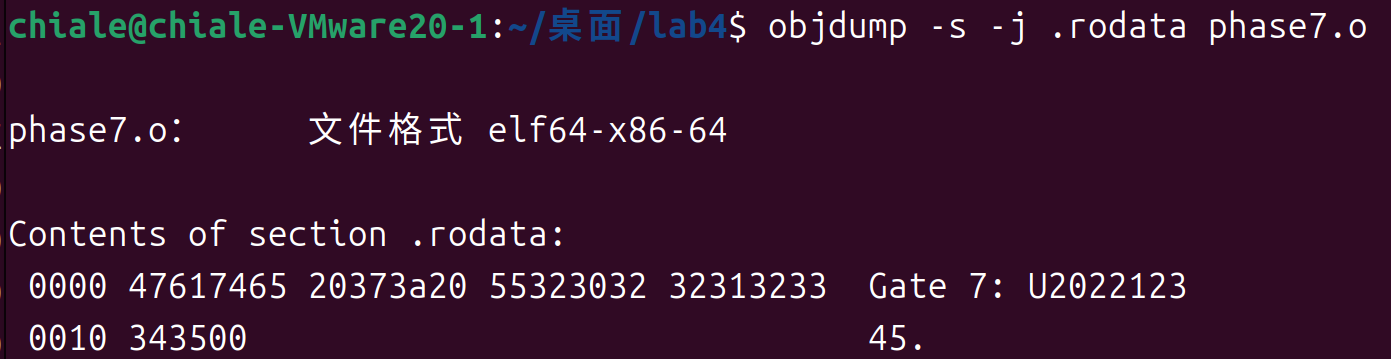 chiale@chiale-VMware20-1:~/桌面/lab4$ objdump -s -j .rodata phase7.o
phase7.o：     文件格式 elf64-x86-64
Contents of section .rodata:
 0000 47617465 20373a20 55323032 32313233  Gate 7: U2022123
 0010 343500                               45.